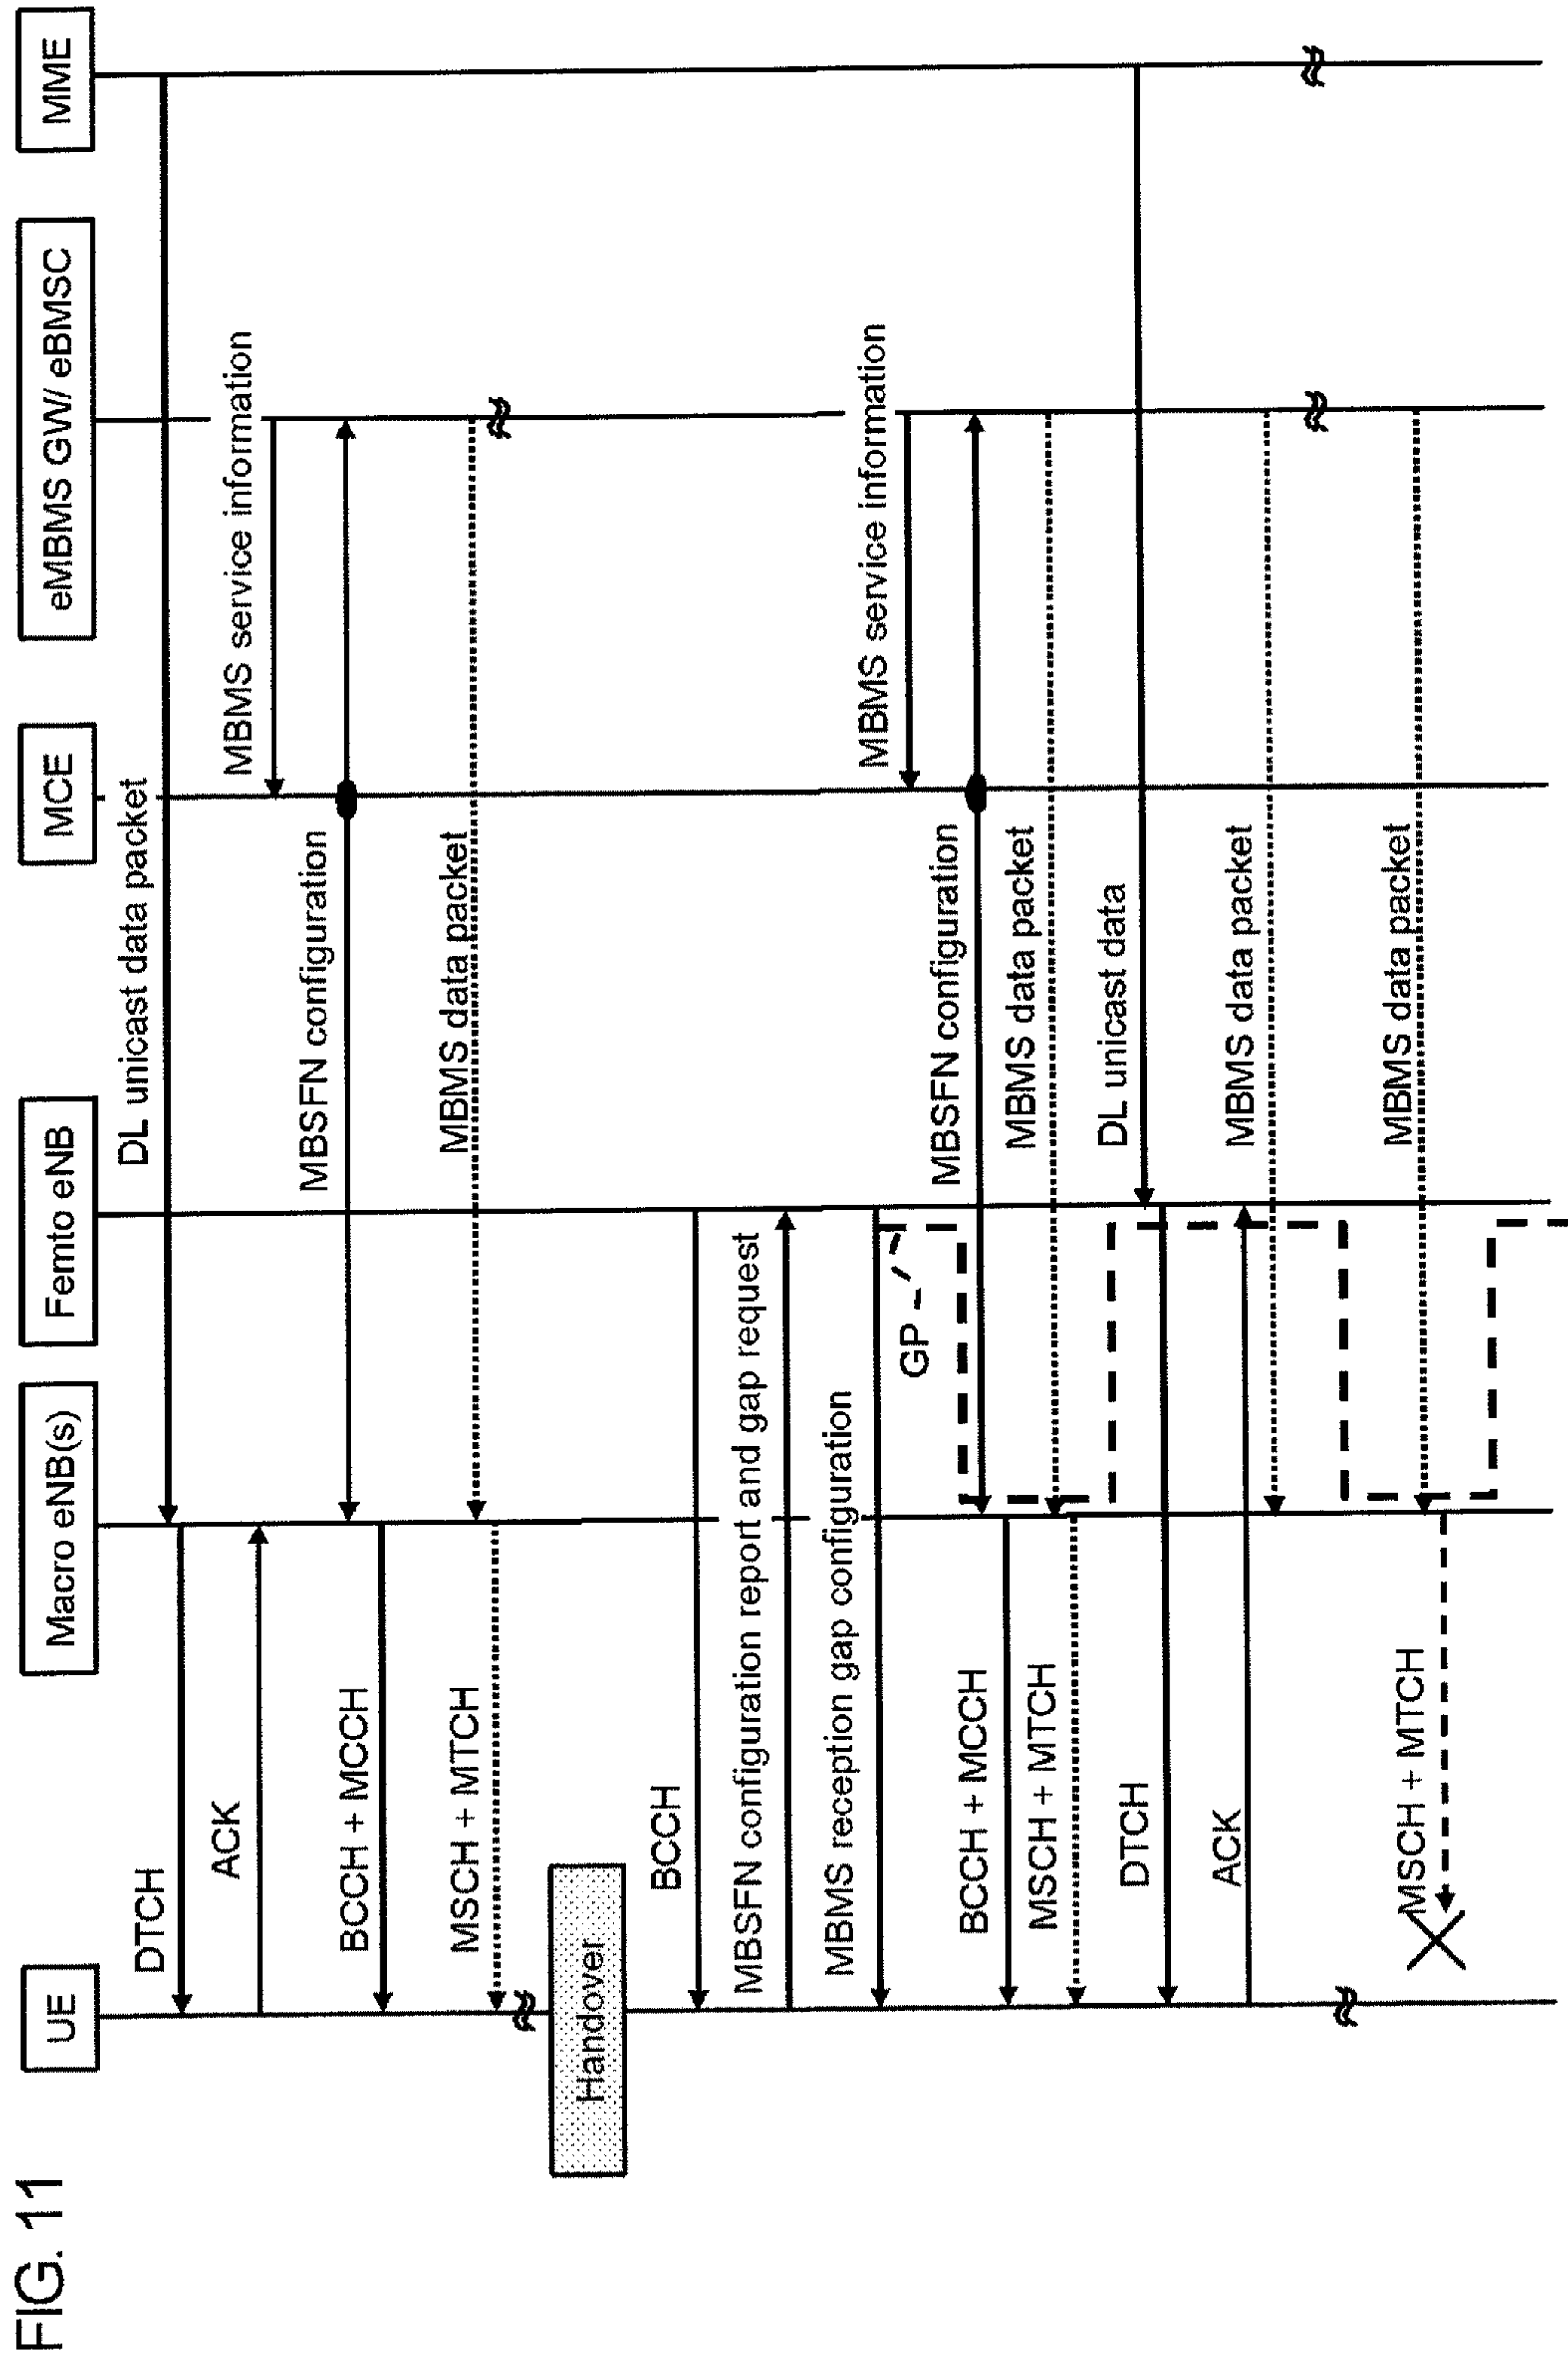 FIG. 11
UE
Macro eNB(s)
Femto eNB
MCE
eMBMS GW/ eBMSC
MME
DL unicast data packet
DTCH
ACK
MBMS service information
MBSFN configuration
BCCH + MCCH
MBMS data packet
MSCH + MTCH
Handover
BCCH
MBSFN configuration report and gap request
MBMS reception gap configuration
MBMS service information
GP
MBSFN configuration
BCCH + MCCH
MBMS data packet
MSCH + MTCH
DL unicast data
DTCH
ACK
MBMS data packet
MBMS data packet
MSCH + MTCH